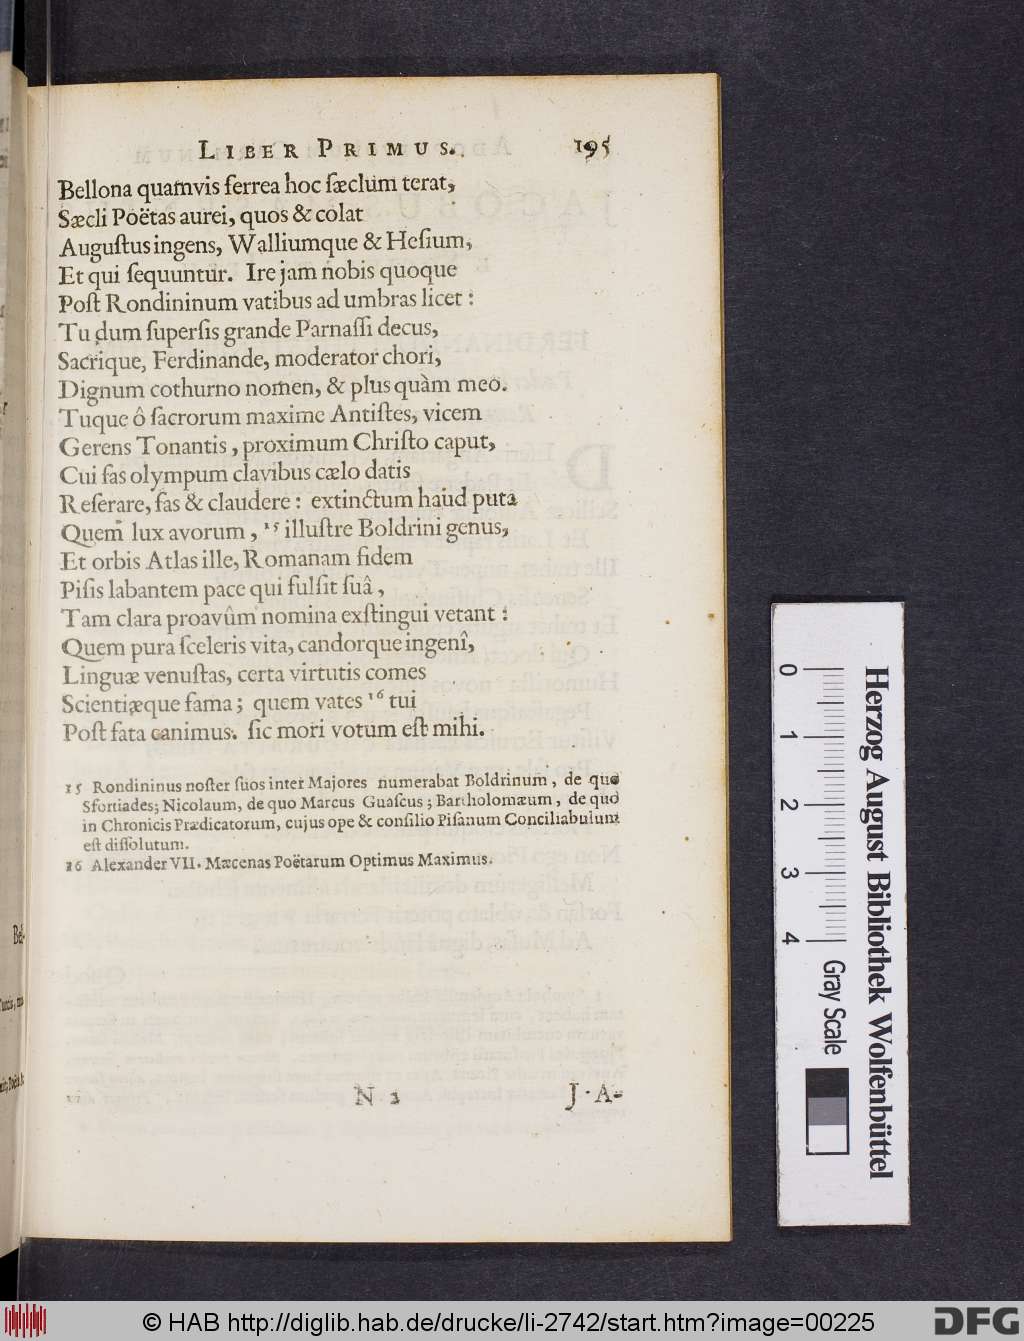 LIBER PRIMUS. 195
Bellona quamvis ferrea hoc sæclum terat,
Sæcli Poëtas aurei, quos & colat
Auguſtus ingens, Walliumque & Heſium,
Et qui ſequuntur. Ire jam nobis quoque
Poſt Rondininum vatibus ad umbras licet:
Tu dum ſuperſis grande Parnaſſi decus,
Sacrique, Ferdinande, moderator chori,
Dignum cothurno nomen, & plus quàm meo.
Tuque ô ſacrorum maxime Antiſtes, vicem
Gerens Tonantis, proximum Chriſto caput,
Cui fas olympum clavibus cælo datis
Reſerare, fas & claudere: extinctum haud puta
Quem lux avorum, ¹⁵ illuſtre Boldrini genus,
Et orbis Atlas ille, Romanam fidem
Piſis labantem pace qui fulſit ſuâ,
Tam clara proavûm nomina exſtingui vetant:
Quem pura ſceleris vita, candorque ingenî,
Linguæ venuſtas, certa virtutis comes
Scientiæque fama; quem vates ¹⁶ tui
Poſt fata canimus. ſic mori votum eſt mihi.
15 Rondininus noſter ſuos inter Majores numerabat Boldrinum, de quo
Sfortiades; Nicolaum, de quo Marcus Guaſcus; Bartholomæum, de quo
in Chronicis Prædicatorum, cujus ope & conſilio Piſanum Conciliabulum
eſt diſſolutum.
16 Alexander VII. Mæcenas Poëtarum Optimus Maximus.
N 2 JA-
Bel-
0 1 2 3 4
Gray Scale
Herzog August Bibliothek Wolfenbüttel
© HAB http://diglib.hab.de/drucke/li-2742/start.htm?image=00225
DFG